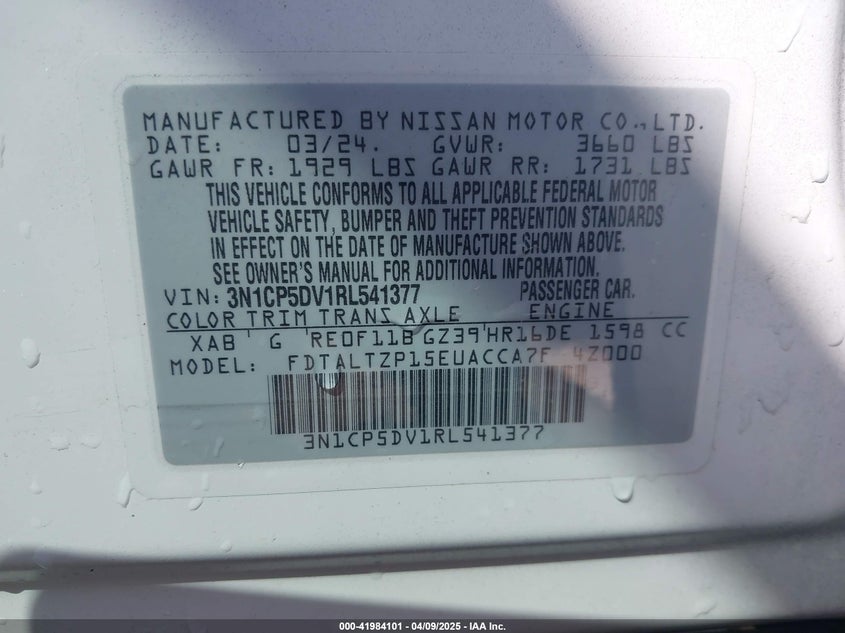 MANUFACTURED BY NISSAN MOTOR CO., LTD.
DATE: 03/24. GVWR: 3660 LBS
GAWR FR: 1929 LBS GAWR RR: 1731 LBS
THIS VEHICLE CONFORMS TO ALL APPLICABLE FEDERAL MOTOR
VEHICLE SAFETY, BUMPER AND THEFT PREVENTION STANDARDS
IN EFFECT ON THE DATE OF MANUFACTURE SHOWN ABOVE.
SEE OWNER'S MANUAL FOR ADDITIONAL INFORMATION.
VIN: 3N1CP5DV1RL541377 PASSENGER CAR.
COLOR TRIM TRANS AXLE ENGINE
XAB G RE0F11B GZ39 HR16DE 1598 CC
MODEL: FDTALTZP15EUACCA7F 4Z000
3N1CP5DV1RL541377
000-41984101 | 04/09/2025 - IAA Inc.